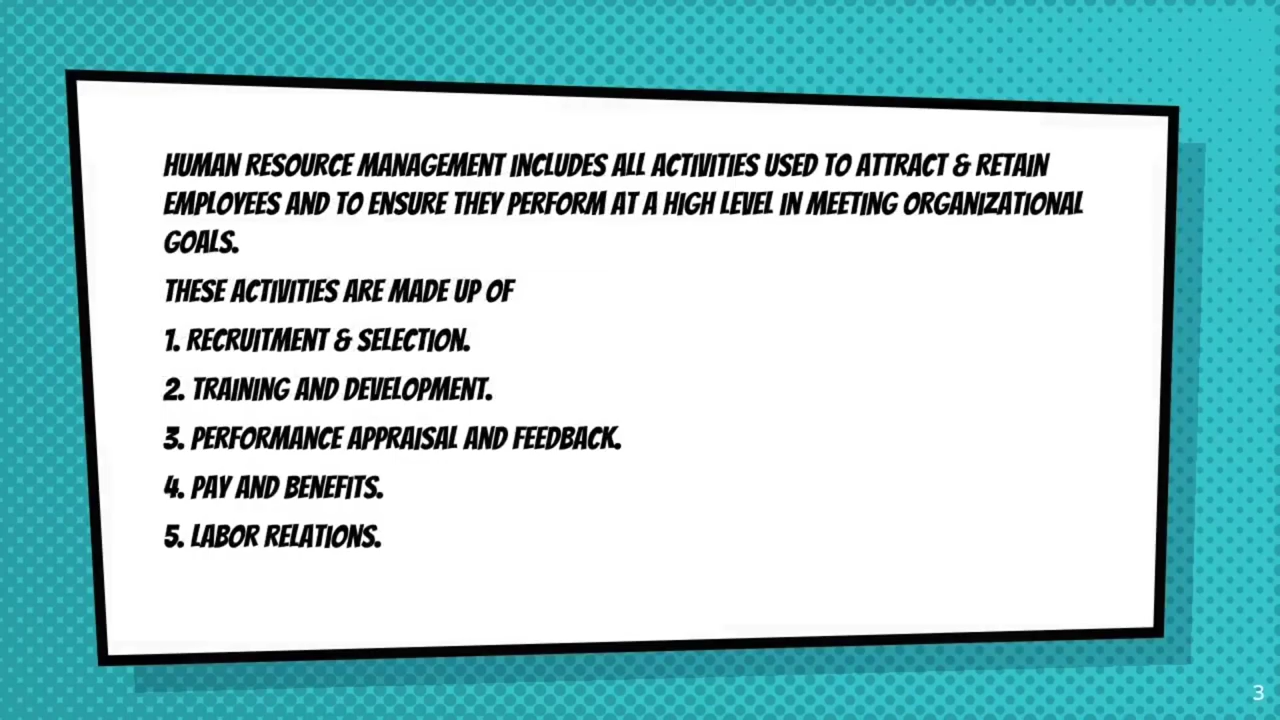 HUMAN RESOURCE MANAGEMENT INCLUDES ALL ACTIVITIES USED TO ATTRACT & RETAIN
EMPLOYEES AND TO ENSURE THEY PERFORM AT A HIGH LEVEL IN MEETING ORGANIZATIONAL
GOALS.
THESE ACTIVITIES ARE MADE UP OF
1. RECRUITMENT & SELECTION.
2. TRAINING AND DEVELOPMENT.
3. PERFORMANCE APPRAISAL AND FEEDBACK.
4. PAY AND BENEFITS.
5. LABOR RELATIONS.
3